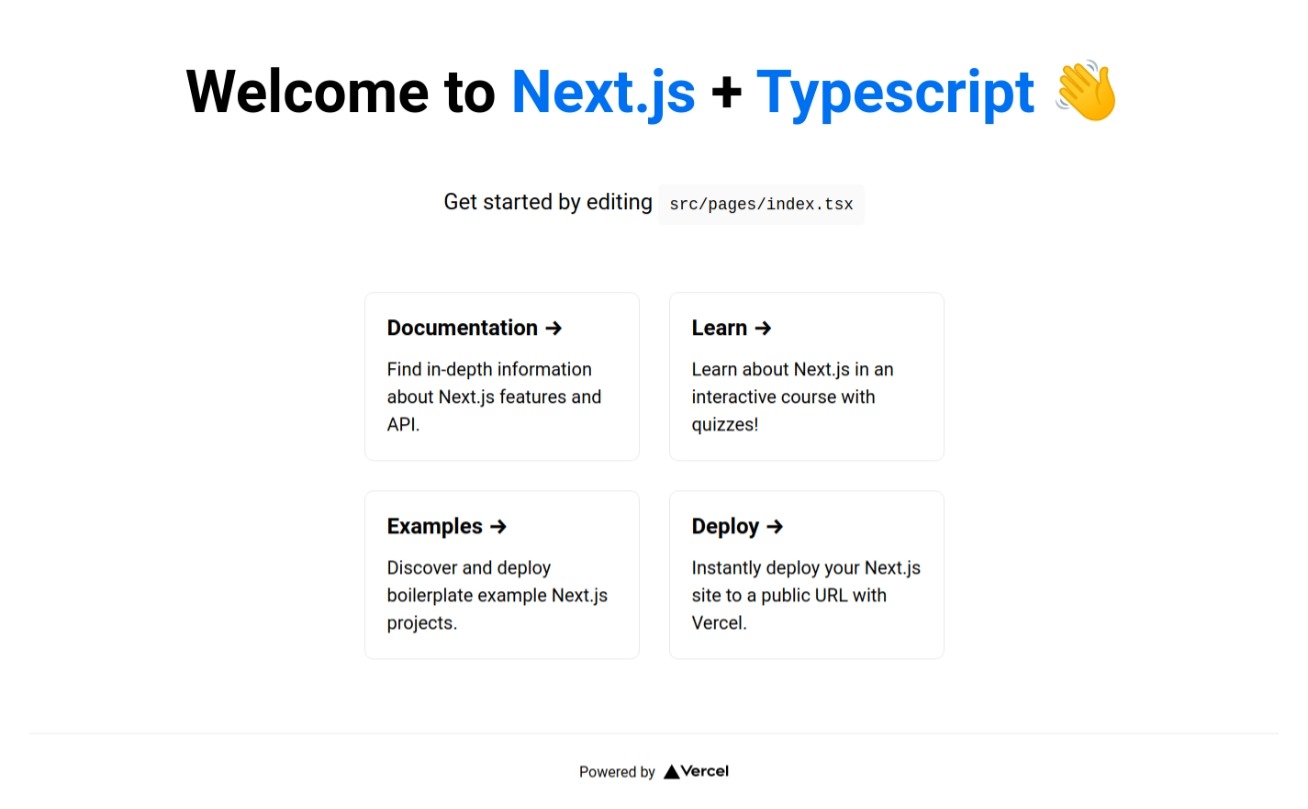 Welcome to Next.js + Typescript 👋
Get started by editing src/pages/index.tsx
Documentation →
Find in-depth information
about Next.js features and
API.
Learn →
Learn about Next.js in an
interactive course with
quizzes!
Examples →
Discover and deploy
boilerplate example Next.js
projects.
Deploy →
Instantly deploy your Next.js
site to a public URL with
Vercel.
Powered by Vercel